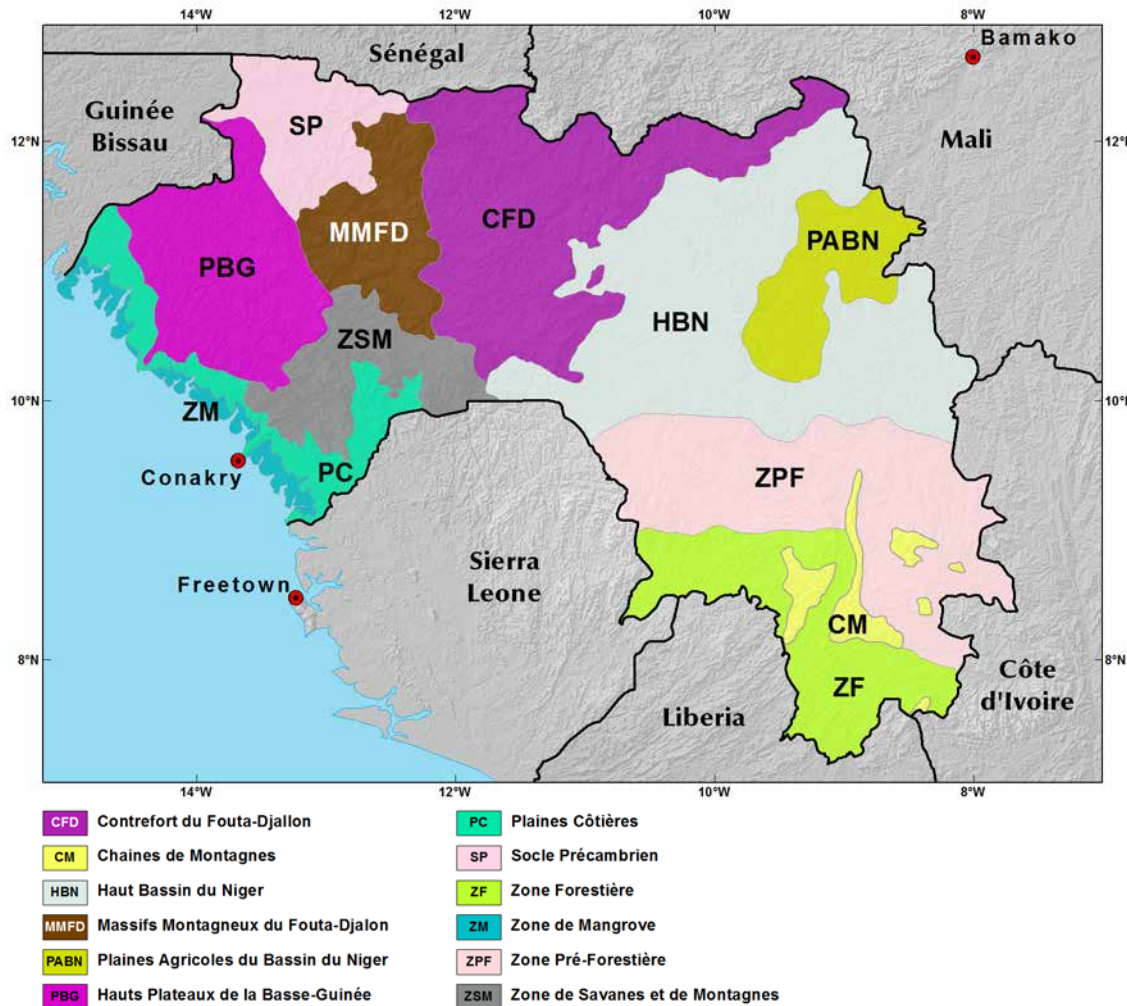 14°W 12°W 10°W 8°W
Sénégal
Bamako
Guinée
Bissau
SP
12°N
Mali
12°N
CFD
MMFD
PABN
PBG
HBN
ZSM
10°N
ZM
10°N
Conakry
PC
ZPF
Sierra
Leone
Freetown
CM
8°N
8°N
ZF
Côte
d'Ivoire
Liberia
14°W 12°W 10°W 8°W
CFD Contrefort du Fouta-Djallon
CM Chaines de Montagnes
HBN Haut Bassin du Niger
MMFD Massifs Montagneux du Fouta-Djalon
PABN Plaines Agricoles du Bassin du Niger
PBG Hauts Plateaux de la Basse-Guinée
PC Plaines Côtières
SP Socle Précambrien
ZF Zone Forestière
ZM Zone de Mangrove
ZPF Zone Pré-Forestière
ZSM Zone de Savanes et de Montagnes